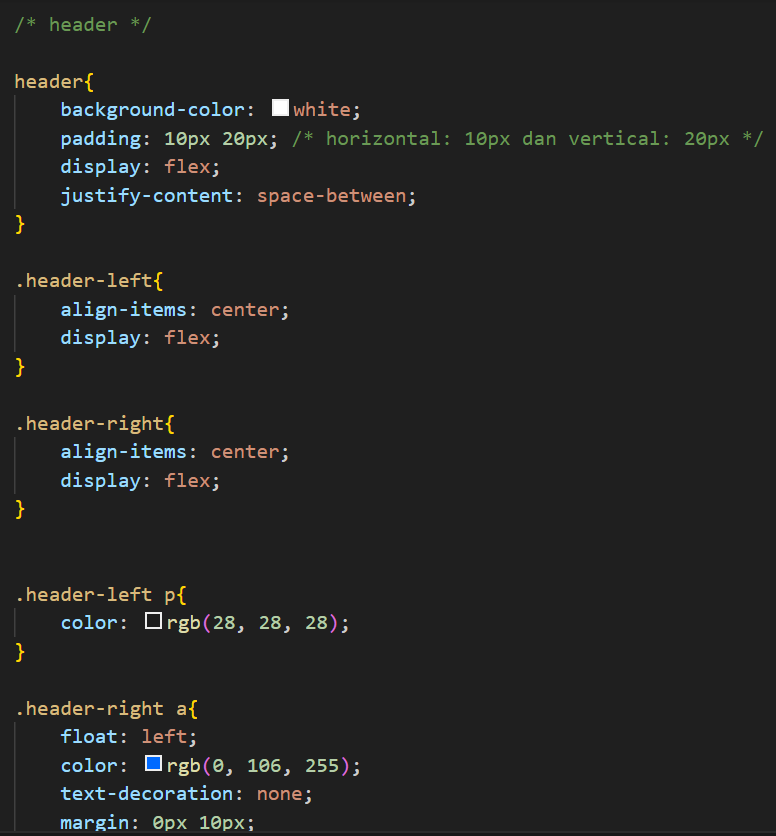 /* header */
header{
background-color: white;
padding: 10px 20px; /* horizontal: 10px dan vertical: 20px */
display: flex;
justify-content: space-between;
}
.header-left{
align-items: center;
display: flex;
}
.header-right{
align-items: center;
display: flex;
}
.header-left p{
color: rgb(28, 28, 28);
}
.header-right a{
float: left;
color: rgb(0, 106, 255);
text-decoration: none;
margin: 0px 10px;